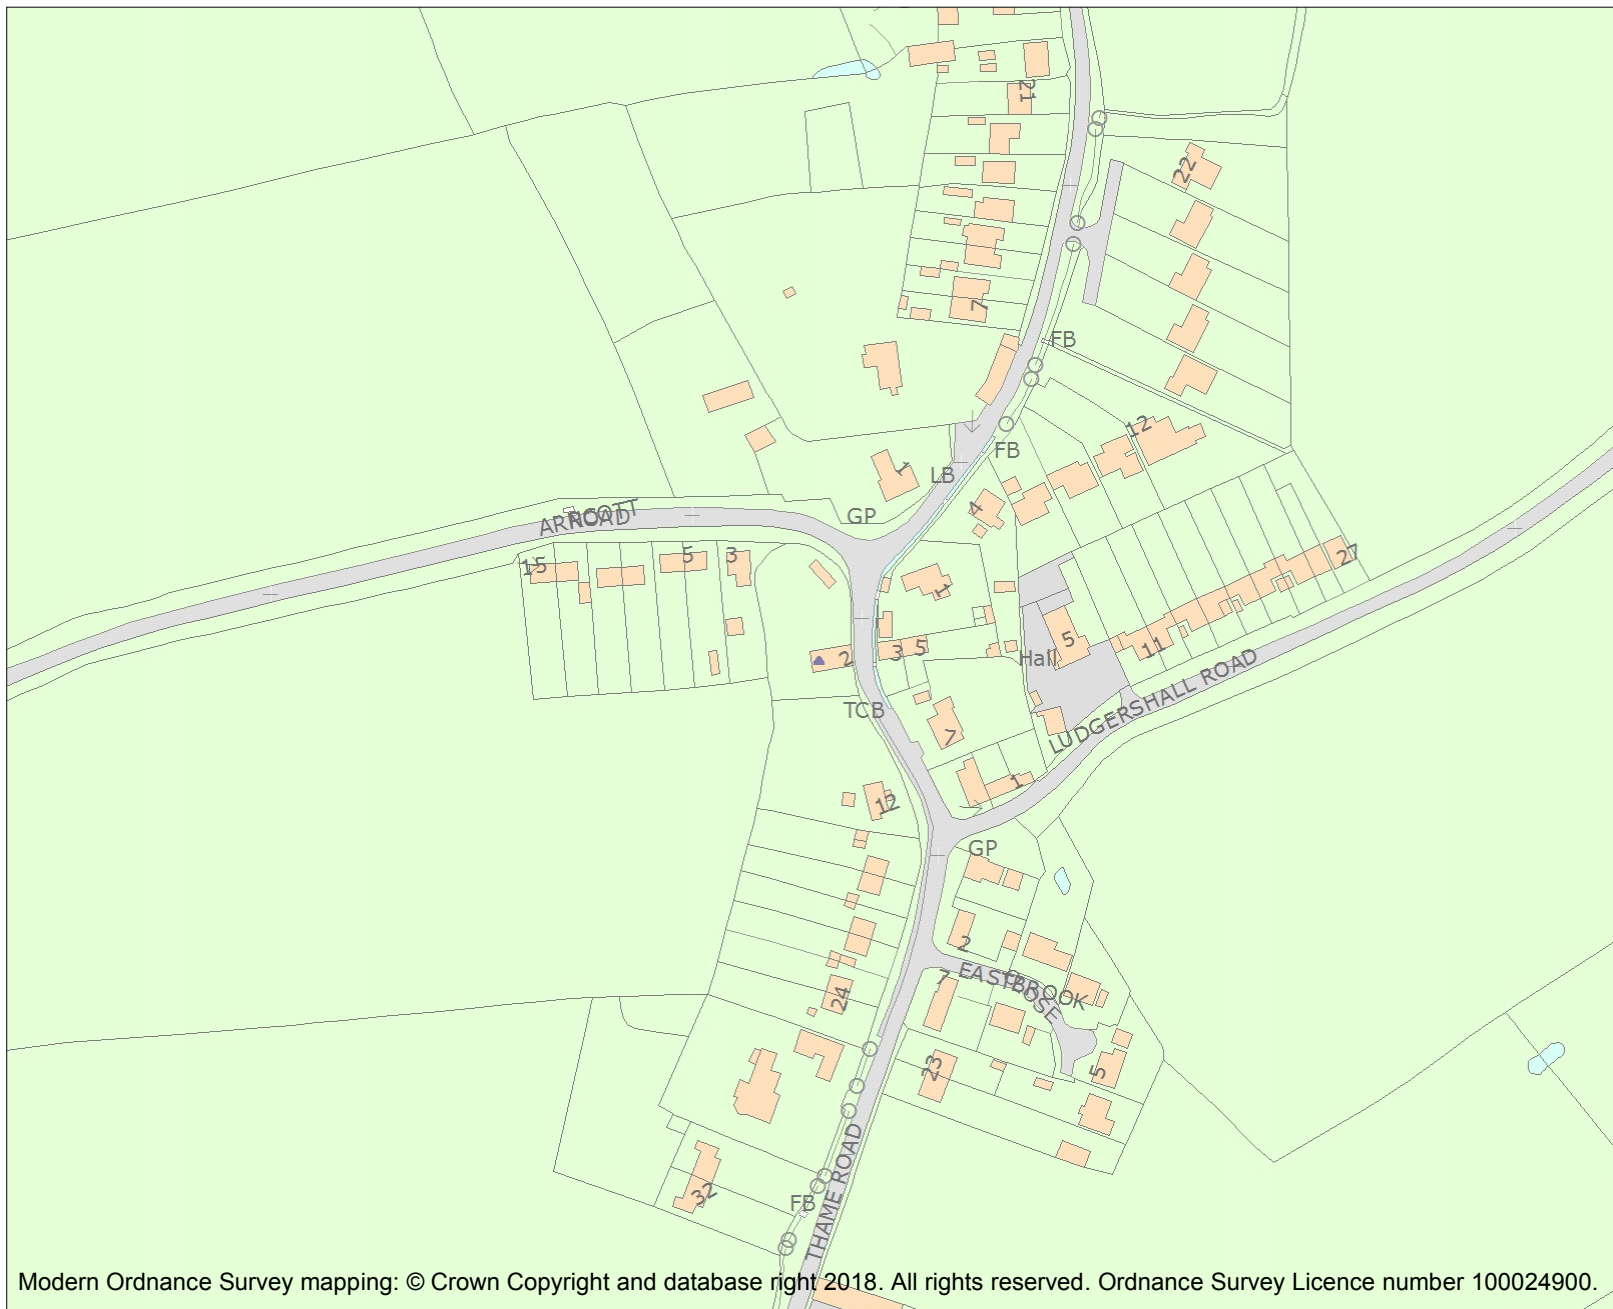 21
22
7
FB
12
FB
1
LB
4
GP
ARNCOTT
ROAD
15
5
3
1
27
5
11
Hall
2
3
5
LUDGERSHALL ROAD
TCB
7
1
12
GP
2
EASTBROOK
CLOSE
7
24
23
5
THAME ROAD
32
FB
Modern Ordnance Survey mapping: © Crown Copyright and database right 2018. All rights reserved. Ordnance Survey Licence number 100024900.